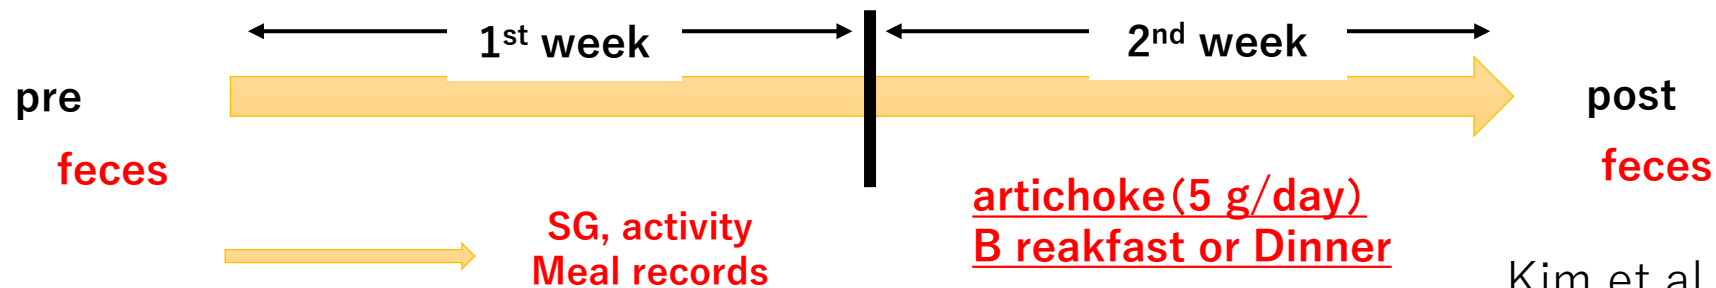 1st week
2nd week
pre
post
feces
feces
SG, activity
Meal records
artichoke（5 g/day）
B reakfast or Dinner
Kim et al